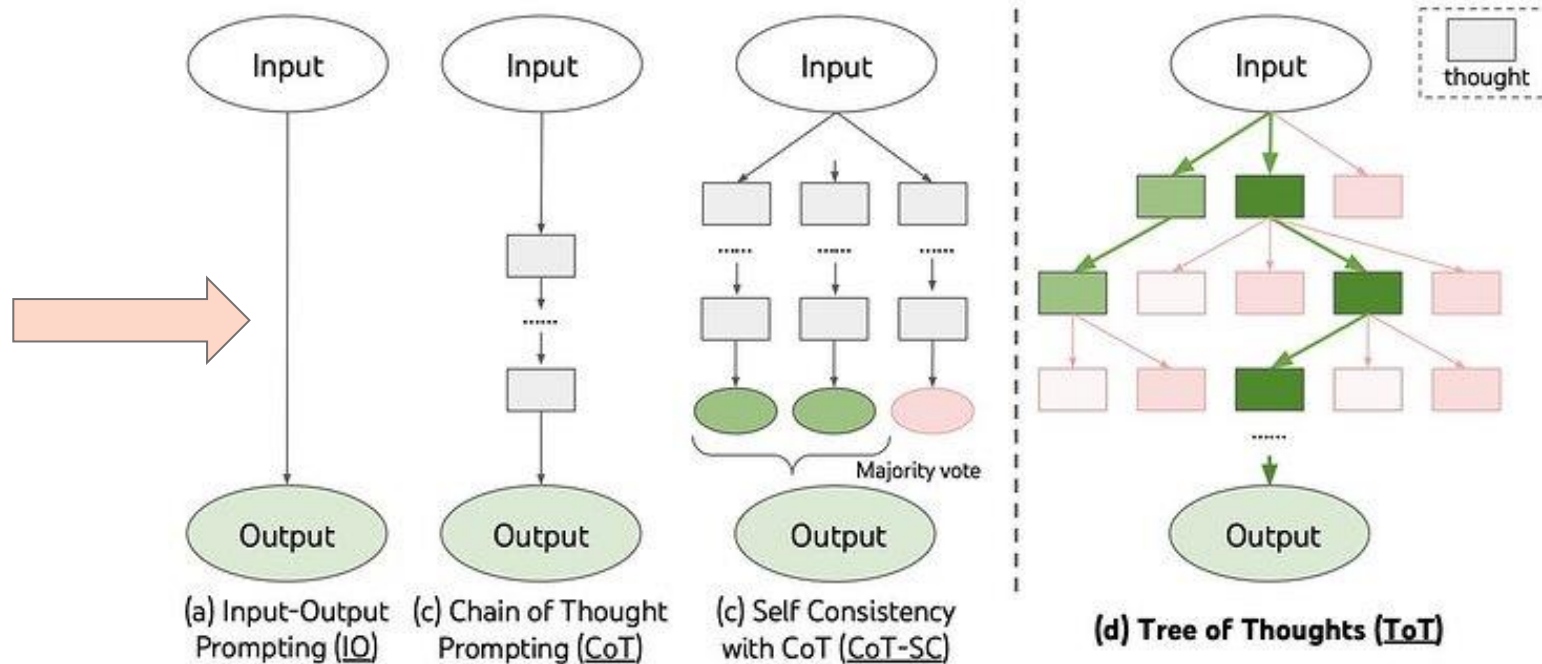 Input
Input
Input
Input
thought
......
......
......
......
......
Majority vote
Output
Output
Output
Output
(a) Input-Output
Prompting (IO)
(c) Chain of Thought
Prompting (CoT)
(c) Self Consistency
with CoT (CoT-SC)
(d) Tree of Thoughts (ToT)